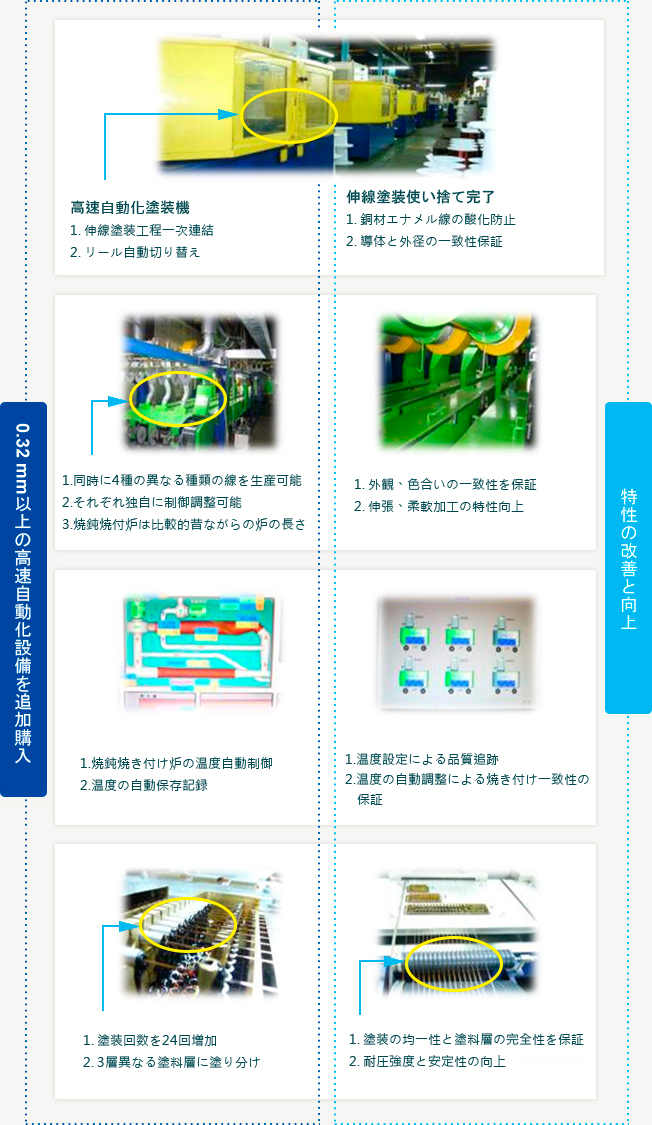 高速自動化塗装機
1. 伸線塗装工程一次連結
2. リール自動切り替え
伸線塗装使い捨て完了
1. 銅材エナメル線の酸化防止
2. 導体と外径の一致性保証
0.32 mm以上の高速自動化設備を追加購入
1.同時に4種の異なる種類の線を生産可能
2.それぞれ独自に制御調整可能
3.焼鈍焼付炉は比較的昔ながらの炉の長さ
1. 外観、色合いの一致性を保証
2. 伸張、柔軟加工の特性向上
特性の改善と向上
1.焼鈍焼き付け炉の温度自動制御
2.温度の自動保存記録
1.温度設定による品質追跡
2.温度の自動調整による焼き付け一致性の
保証
1. 塗装回数を24回増加
2. 3層異なる塗料層に塗り分け
1. 塗装の均一性と塗料層の完全性を保証
2. 耐圧強度と安定性の向上